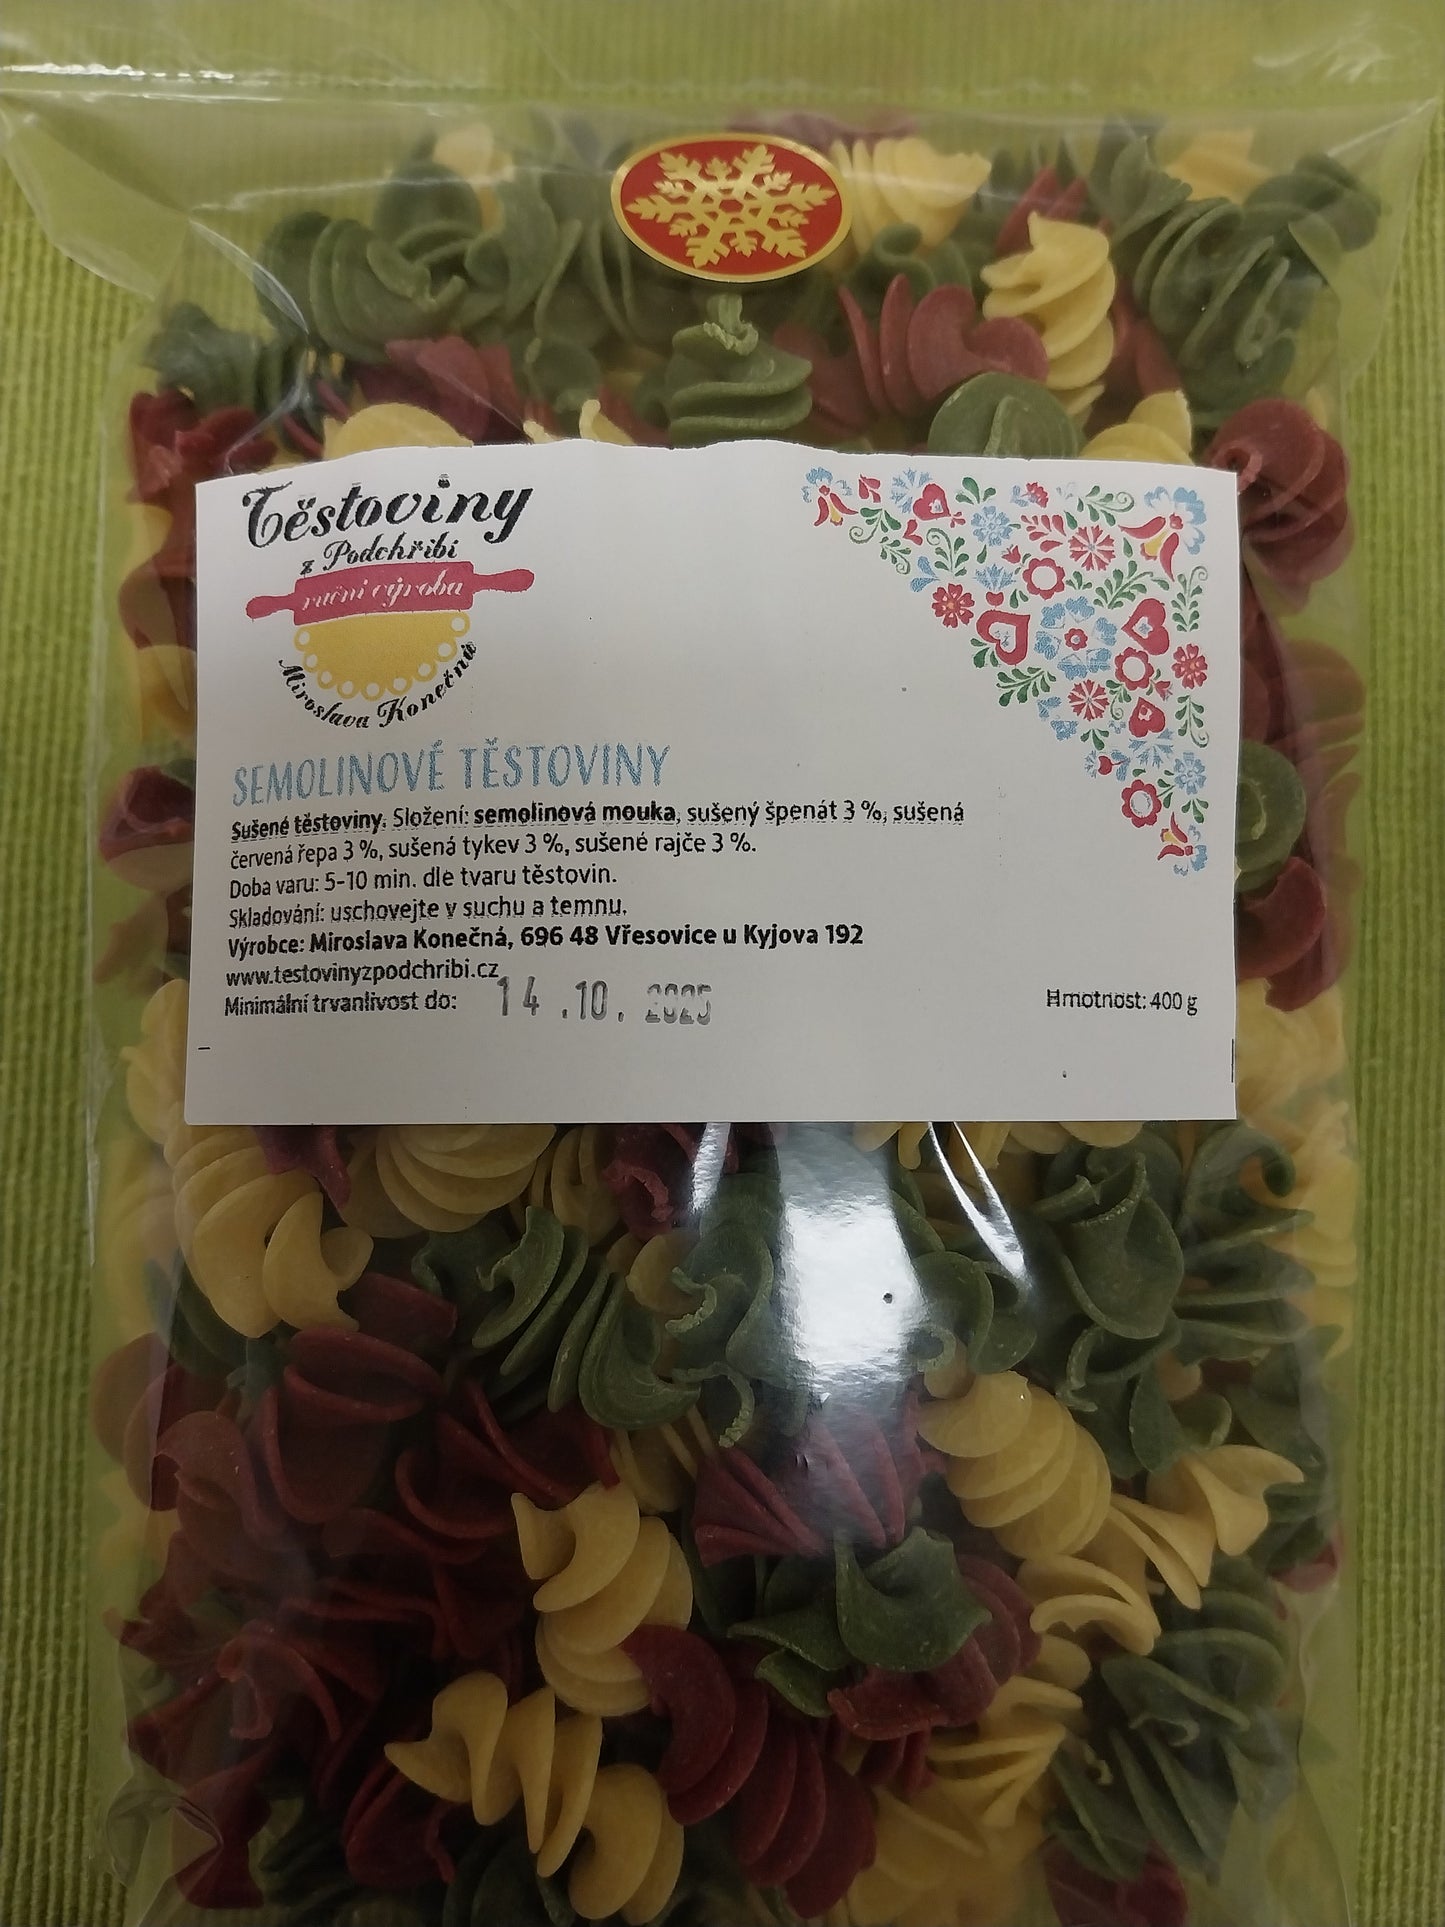 Těstoviny
z Podchřibí
ruční výroba
Miroslava Konečná
SEMOLINOVÉ TĚSTOVINY
Sušené těstoviny. Složení: semolinová mouka, sušený špenát 3 %, sušená
červená řepa 3 %, sušená tykev 3 %, sušené rajče 3 %.
Doba varu: 5-10 min. dle tvaru těstovin.
Skladování: uschovejte v suchu a temnu.
Výrobce: Miroslava Konečná, 696 48 Vřesovice u Kyjova 192
www.testovinyzpodchribi.cz
Minimální trvanlivost do: 14 .10. 2025
Hmotnost: 400 g